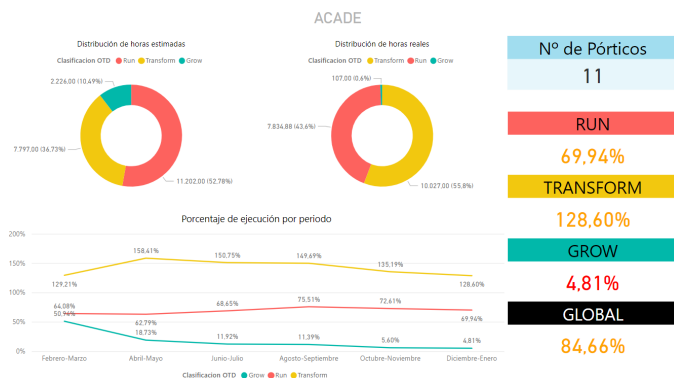 ACADE
Distribución de horas estimadas
Clasificacion OTD Run Transform Grow
2.226,00 (10,49%)
7.797,00 (36,73%)
11.202,00 (52,78%)
Distribución de horas reales
Clasificacion OTD Transform Run Grow
107,00 (0,6%)
7.834,88 (43,6%)
10.027,00 (55,8%)
Nº de Pórticos
11
RUN
69,94%
TRANSFORM
128,60%
GROW
4,81%
GLOBAL
84,66%
Porcentaje de ejecución por periodo
200%
150%
100%
50%
0%
129,21%
158,41%
150,75%
149,69%
135,19%
128,60%
64,08%
62,79%
68,65%
75,51%
72,61%
69,94%
50,96%
18,73%
11,92%
11,39%
5,60%
4,81%
Febrero-Marzo
Abril-Mayo
Junio-Julio
Agosto-Septiembre
Octubre-Noviembre
Diciembre-Enero
Clasificacion OTD Grow Run Transform